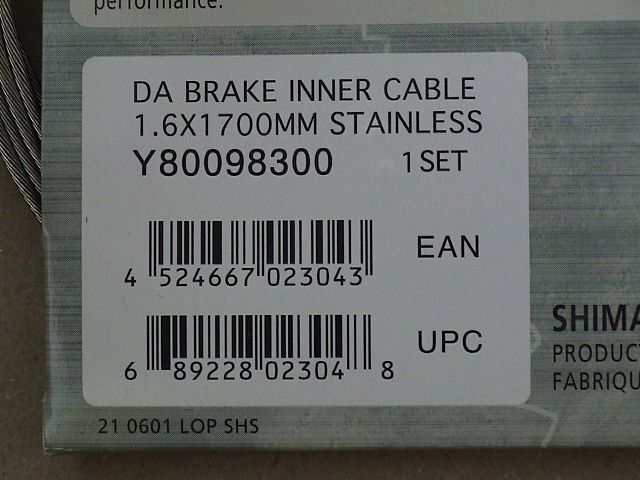 performance.
DA BRAKE INNER CABLE
1.6X1700MM STAINLESS
Y80098300 1 SET
EAN
4 524667 023043
UPC
6 89228 02304 8
SHIMA
PRODUCT
FABRIQU
21 0601 LOP SHS